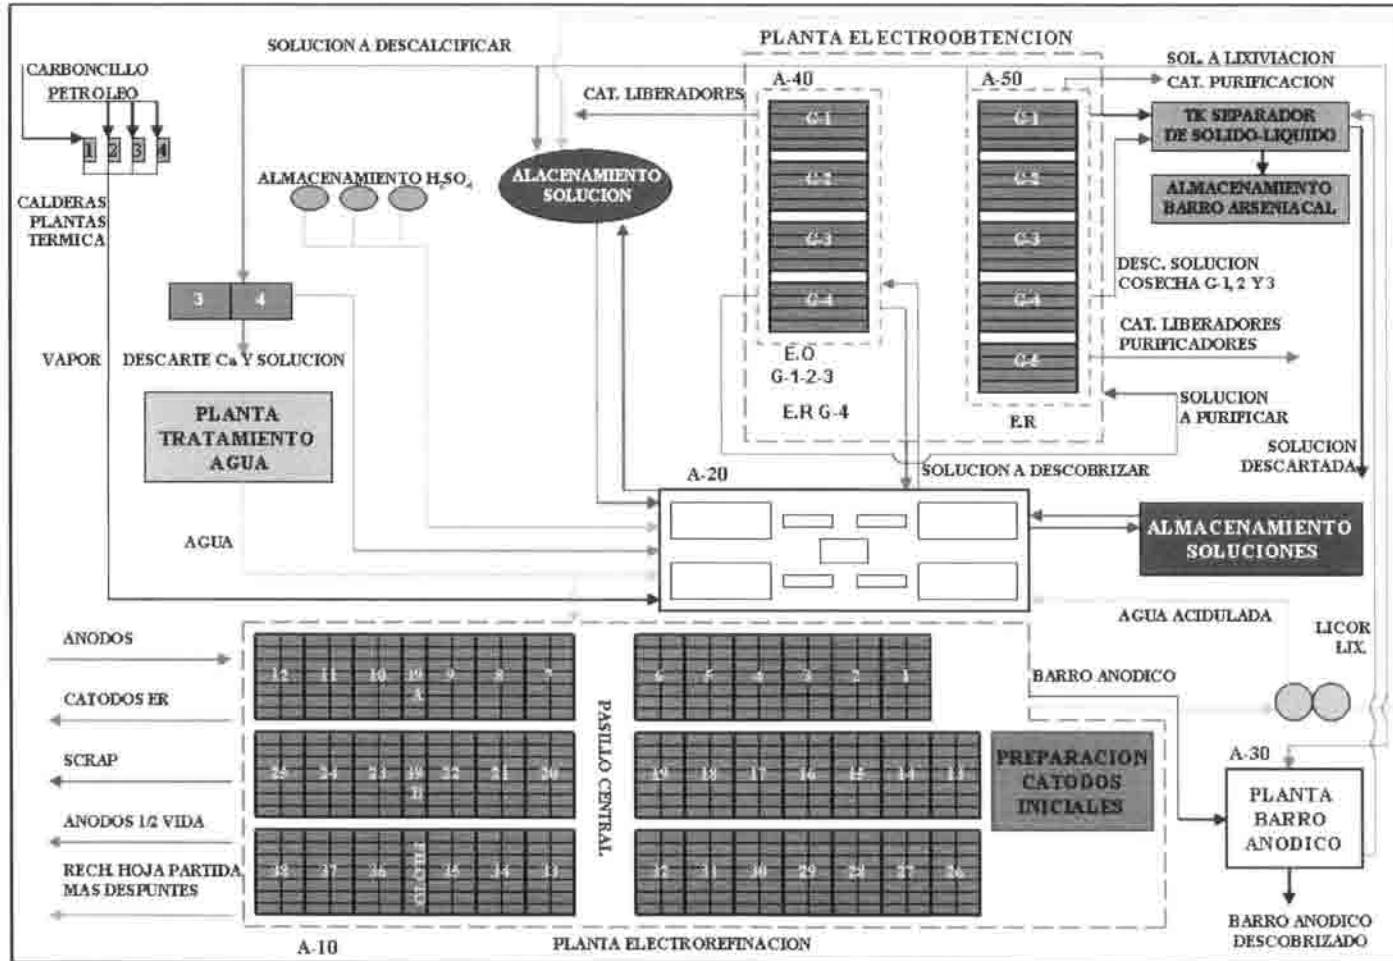 PLANTA ELECTROOBTENCION
SOLUCION A DESCALCIFICAR
SOL. A LIXIVIACION
CARBONCILLO
A-40
A-50
CAT. PURIFICACION
PETROLEO
CAT. LIBERADORES
G-1
G-1
TK SEPARADOR
DE SOLIDO-LIQUIDO
1 2 3 4
ALACENAMIENTO
SOLUCION
ALMACENAMIENTO H2SO4
G-2
G-2
ALMACENAMIENTO
BARRO ARSENIACAL
CALDERAS
PLANTAS
TERMICA
G-3
G-3
DESC. SOLUCION
COSECHA G-1, 2 Y 3
3 4
G-4
G-4
CAT. LIBERADORES
PURIFICADORES
VAPOR
DESCARTE Ca Y SOLUCION
E.O
G-1-2-3
G-5
E.R G-4
E.R
SOLUCION
A PURIFICAR
PLANTA
TRATAMIENTO
AGUA
SOLUCION
DESCARTADA
SOLUCION A DESCOBRIZAR
A-20
AGUA
ALMACENAMIENTO
SOLUCIONES
AGUA ACIDULADA
LICOR
LIX.
ANODOS
12 11 10 19 A 9 8 7
6 5 4 3 2 1
BARRO ANODICO
CATODOS ER
PASILLO CENTRAL
SCRAP
25 24 23 19 B 22 21 20
19 18 17 16 15 14 13
PREPARACION
CATODOS
INICIALES
A-30
PLANTA
BARRO
ANODICO
ANODOS 1/2 VIDA
RECH. HOJA PARTIDA
MAS DESPUNTES
38 37 36 35 34 33
32 31 30 29 28 27 26
BARRO ANODICO
DESCOBRIZADO
A-10
PLANTA ELECTROREFINACION